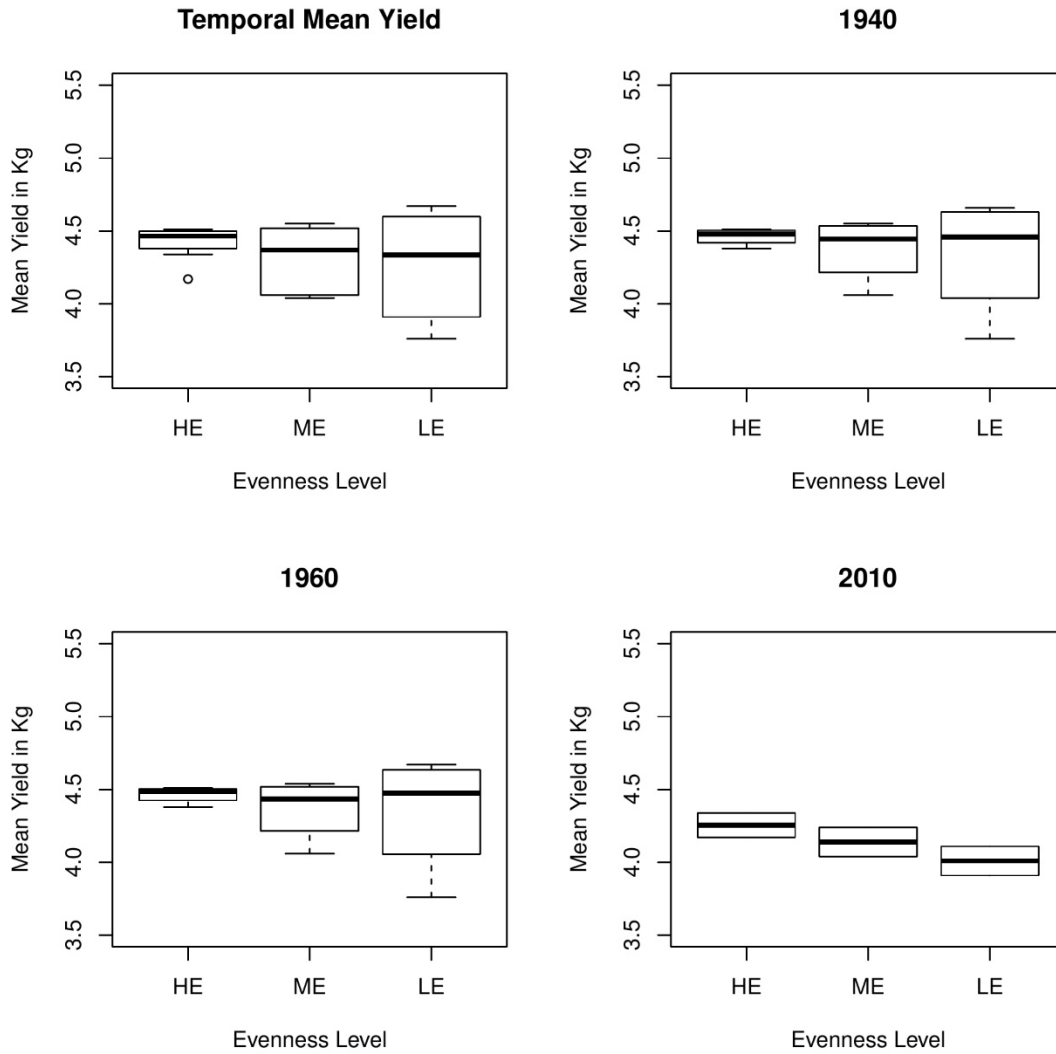 Temporal Mean Yield
Mean Yield in Kg
5.5
5.0
4.5
4.0
3.5
HE ME LE
Evenness Level
1940
Mean Yield in Kg
5.5
5.0
4.5
4.0
3.5
HE ME LE
Evenness Level
1960
Mean Yield in Kg
5.5
5.0
4.5
4.0
3.5
HE ME LE
Evenness Level
2010
Mean Yield in Kg
5.5
5.0
4.5
4.0
3.5
HE ME LE
Evenness Level